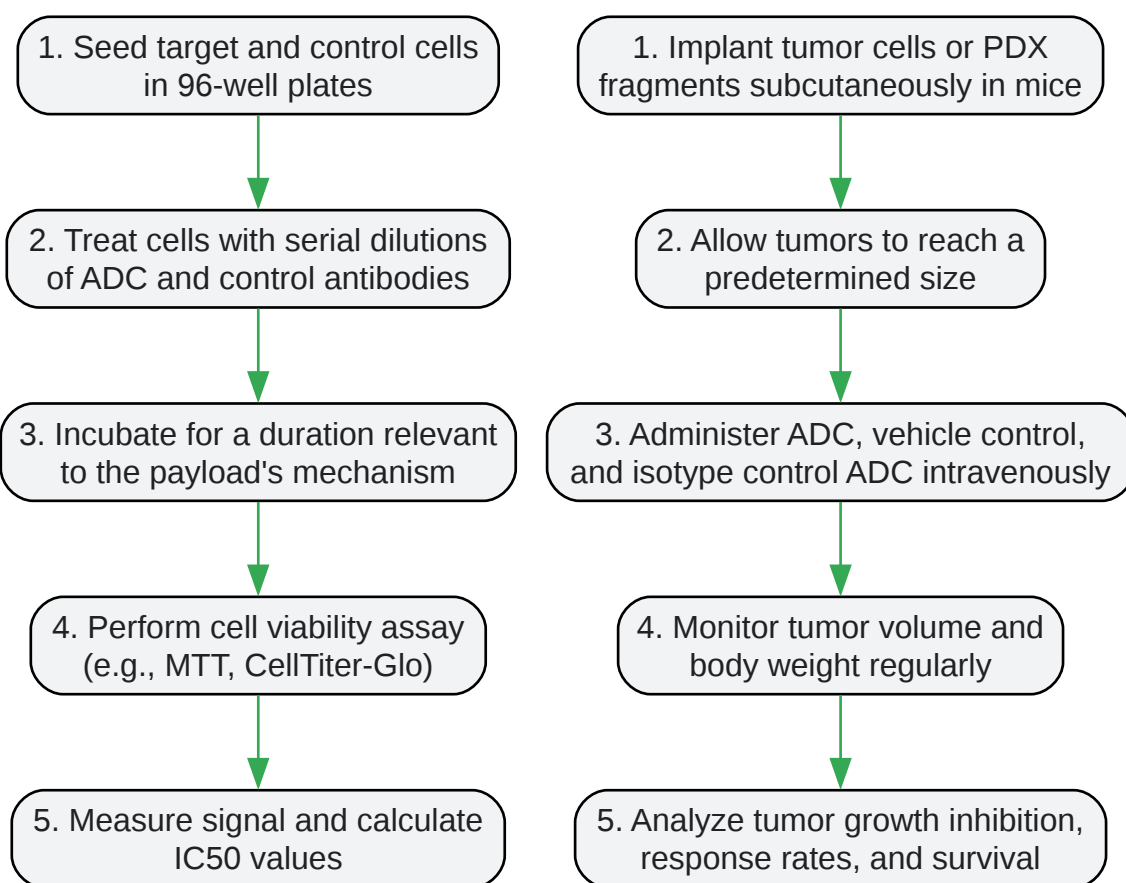 1. Seed target and control cells
in 96-well plates
2. Treat cells with serial dilutions
of ADC and control antibodies
3. Incubate for a duration relevant
to the payload's mechanism
4. Perform cell viability assay
(e.g., MTT, CellTiter-Glo)
5. Measure signal and calculate
IC50 values
1. Implant tumor cells or PDX
fragments subcutaneously in mice
2. Allow tumors to reach a
predetermined size
3. Administer ADC, vehicle control,
and isotype control ADC intravenously
4. Monitor tumor volume and
body weight regularly
5. Analyze tumor growth inhibition,
response rates, and survival